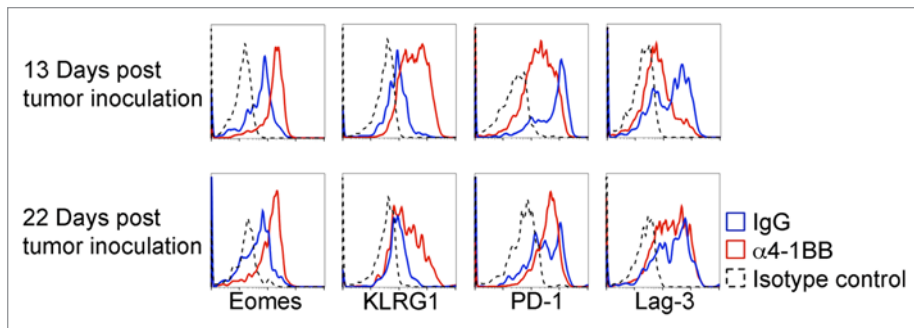 13 Days post
tumor inoculation
22 Days post
tumor inoculation
IgG
α4-1BB
Isotype control
Eomes
KLRG1
PD-1
Lag-3